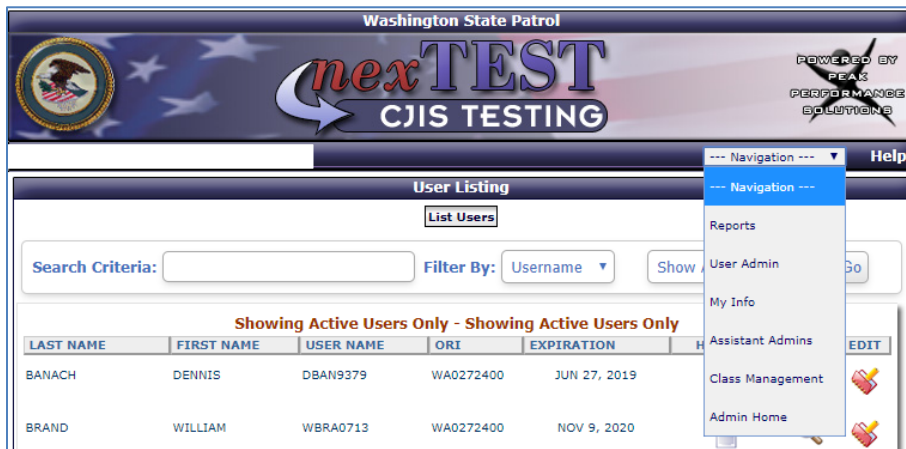 Washington State Patrol
nexTEST
CJIS TESTING
POWERED BY
PEAK
PERFORMANCE
SOLUTIONS
--- Navigation --- Help
--- Navigation ---
Reports
User Admin
My Info
Assistant Admins
Class Management
Admin Home
User Listing
List Users
Search Criteria: Filter By: Username Show Go
Showing Active Users Only - Showing Active Users Only
LAST NAME FIRST NAME USER NAME ORI EXPIRATION H EDIT
BANACH DENNIS DBAN9379 WA0272400 JUN 27, 2019
BRAND WILLIAM WBRA0713 WA0272400 NOV 9, 2020